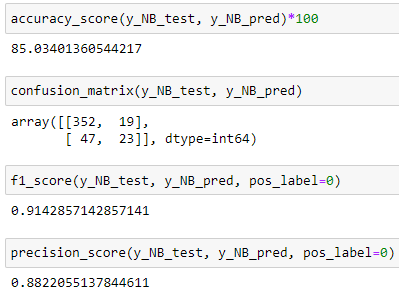 accuracy_score(y_NB_test, y_NB_pred)*100
85.03401360544217
confusion_matrix(y_NB_test, y_NB_pred)
array([[352,  19],
       [ 47,  23]], dtype=int64)
f1_score(y_NB_test, y_NB_pred, pos_label=0)
0.9142857142857141
precision_score(y_NB_test, y_NB_pred, pos_label=0)
0.8822055137844611